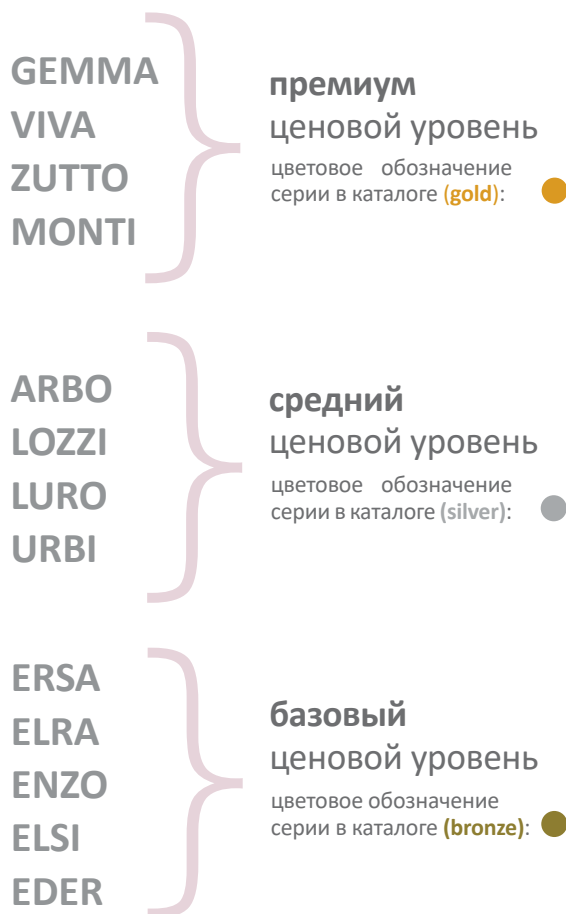 GEMMA
VIVA
ZUTTO
MONTI
премиум
ценовой уровень
цветовое обозначение
серии в каталоге (gold):
ARBO
LOZZI
LURO
URBI
средний
ценовой уровень
цветовое обозначение
серии в каталоге (silver):
ERSA
ELRA
ENZO
ELSI
EDER
базовый
ценовой уровень
цветовое обозначение
серии в каталоге (bronze):